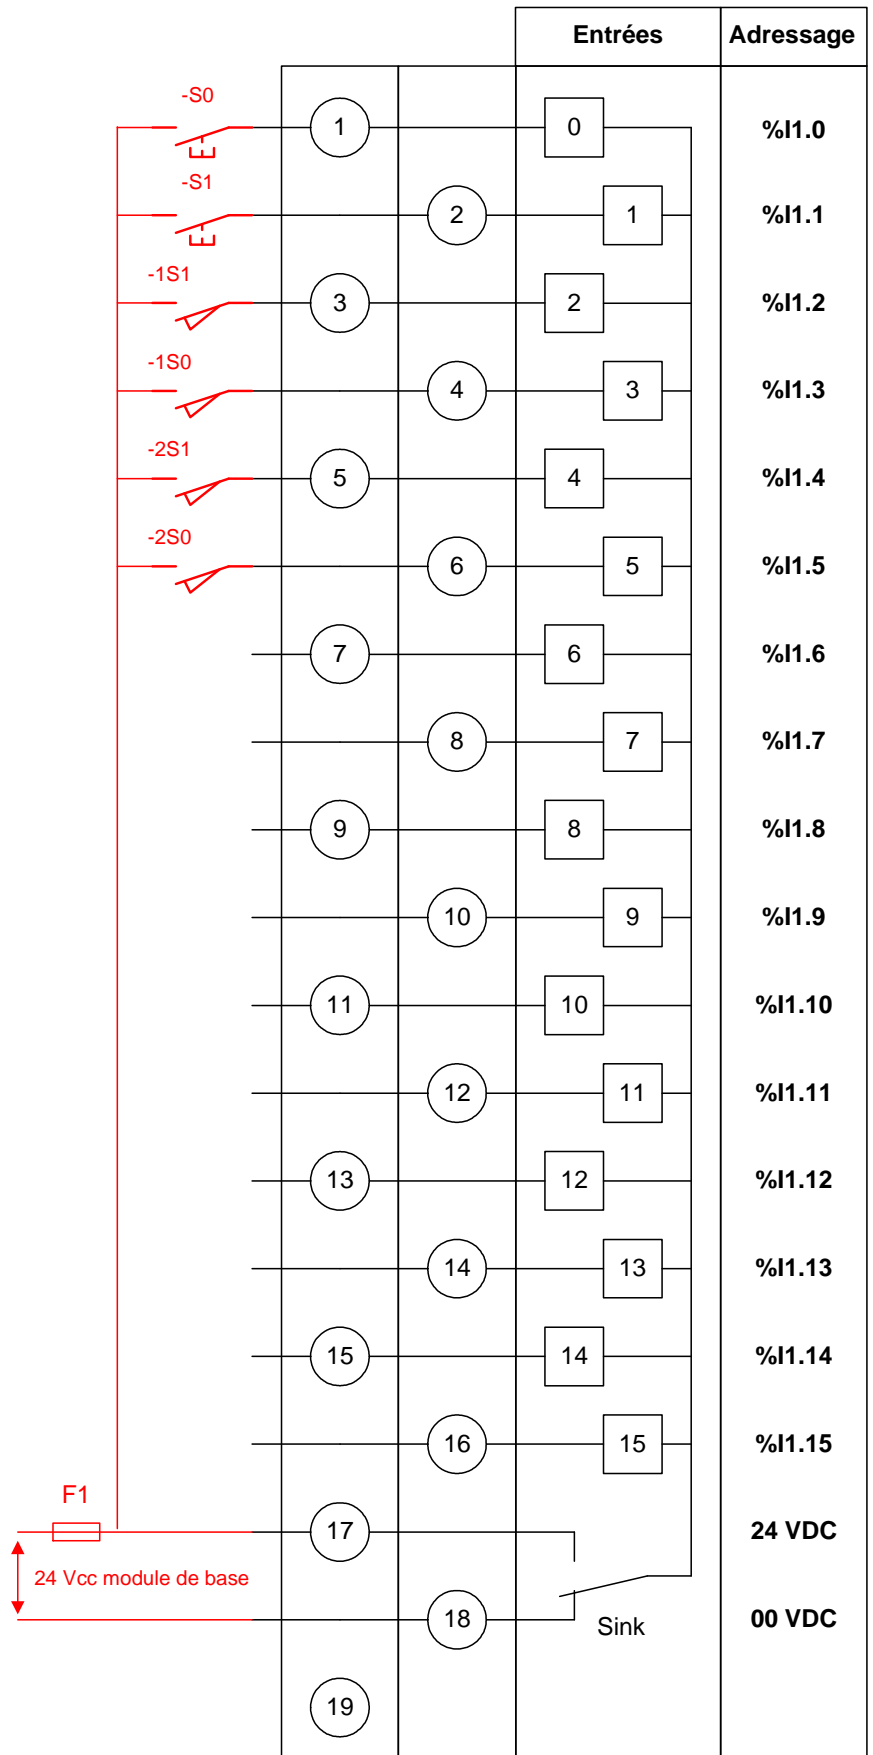 Entrées Adressage
-S0
1 0 %I1.0
-S1
2 1 %I1.1
-1S1
3 2 %I1.2
-1S0
4 3 %I1.3
-2S1
5 4 %I1.4
-2S0
6 5 %I1.5
7 6 %I1.6
8 7 %I1.7
9 8 %I1.8
10 9 %I1.9
11 10 %I1.10
12 11 %I1.11
13 12 %I1.12
14 13 %I1.13
15 14 %I1.14
16 15 %I1.15
F1
17 24 VDC
24 Vcc module de base
18 Sink 00 VDC
19